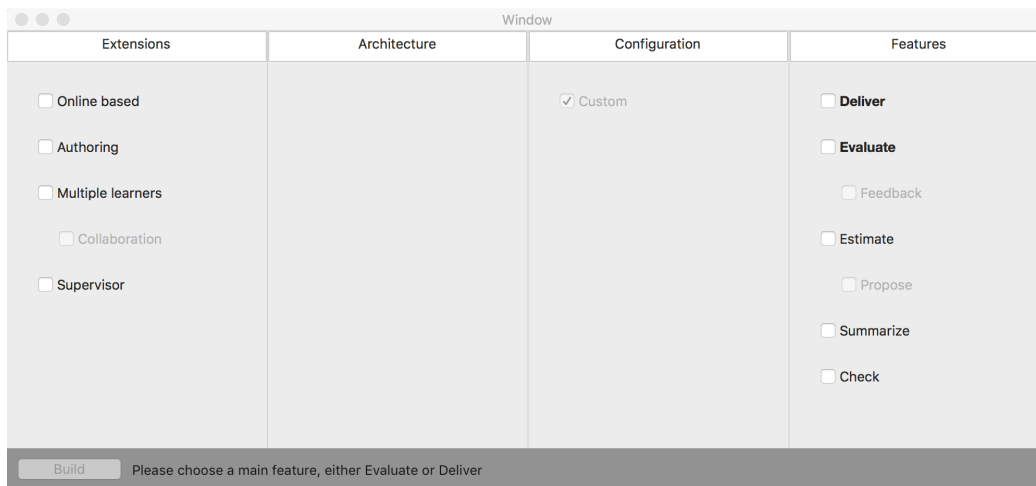 Window
Extensions Architecture Configuration Features
Online based Custom Deliver
Authoring Evaluate
Multiple learners Feedback
Collaboration Estimate
Supervisor Propose
Summarize
Check
Build Please choose a main feature, either Evaluate or Deliver